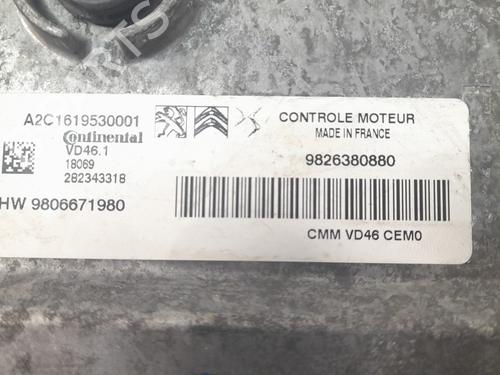 A2C1619530001
Continental
VD46.1
18069
282343318
HW 9806671980
CONTROLE MOTEUR
MADE IN FRANCE
9826380880
CMM VD46 CEM0